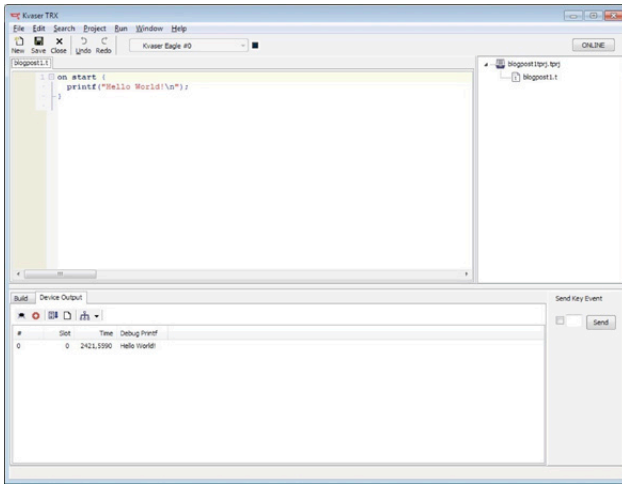 Kvaser TRX
File Edit Search Project Run Window Help
New Save Close Undo Redo
Kvaser Eagle #0
ONLINE
blogpost1.t
1 on start {
printf("Hello World!\n");
}
blogpost1tprj.tprj
blogpost1.t
Build Device Output
Send Key Event
Send
# Slot Time Debug Printf
0 0 2421,5590 Hello World!